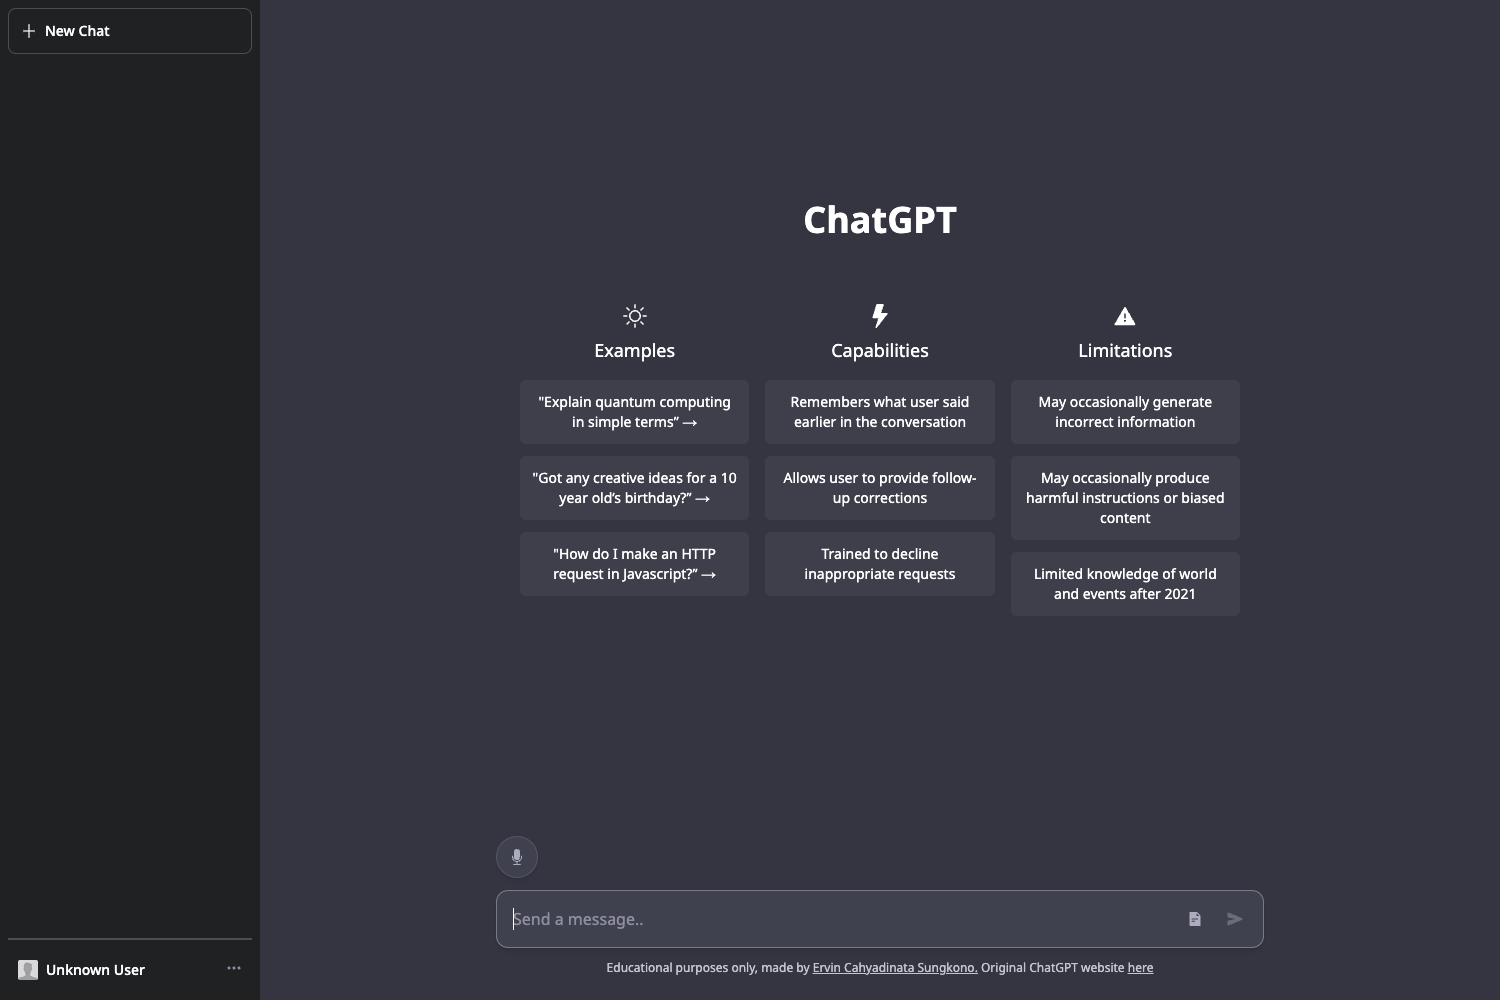 New Chat
ChatGPT
Examples
"Explain quantum computing
in simple terms” →
"Got any creative ideas for a 10
year old’s birthday?” →
"How do I make an HTTP
request in Javascript?” →
Capabilities
Remembers what user said
earlier in the conversation
Allows user to provide follow-
up corrections
Trained to decline
inappropriate requests
Limitations
May occasionally generate
incorrect information
May occasionally produce
harmful instructions or biased
content
Limited knowledge of world
and events after 2021
Send a message..
Educational purposes only, made by Ervin Cahyadinata Sungkono. Original ChatGPT website here
Unknown User